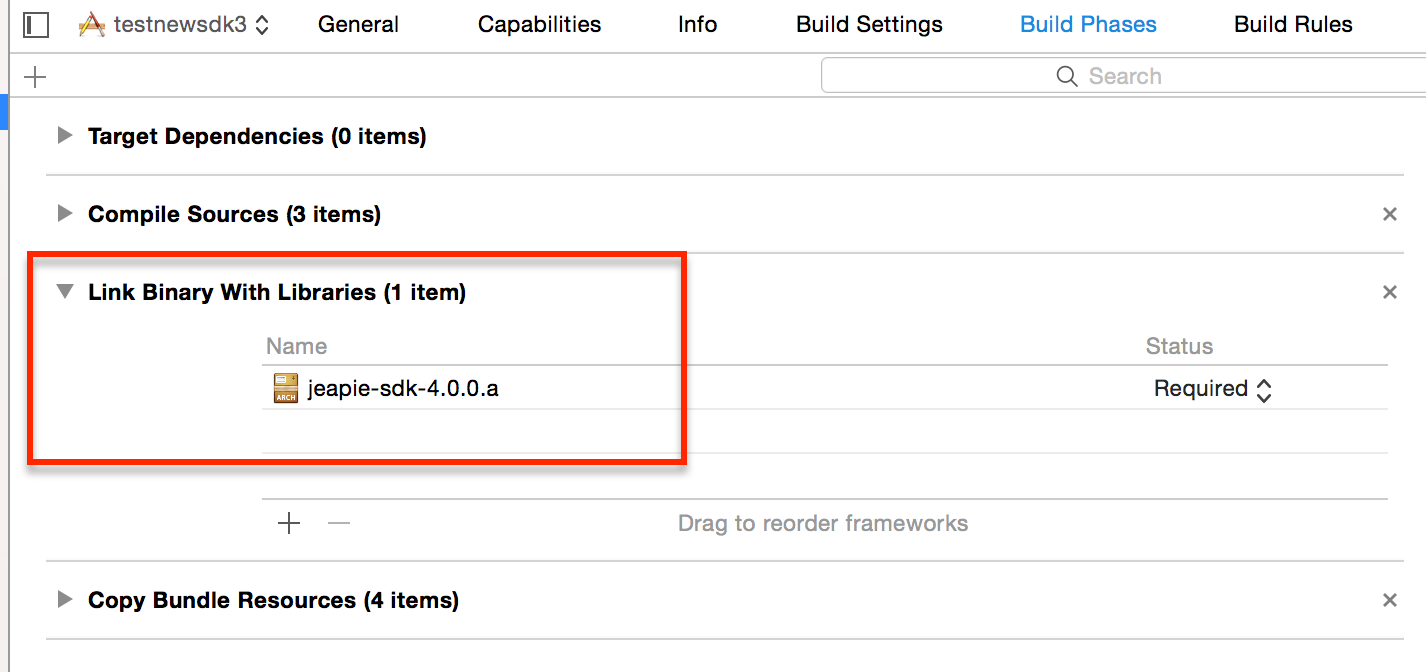 testnewsdk3 General Capabilities Info Build Settings Build Phases Build Rules
Search
Target Dependencies (0 items)
Compile Sources (3 items)
Link Binary With Libraries (1 item)
Name Status
ARCH jeapie-sdk-4.0.0.a Required
Drag to reorder frameworks
Copy Bundle Resources (4 items)